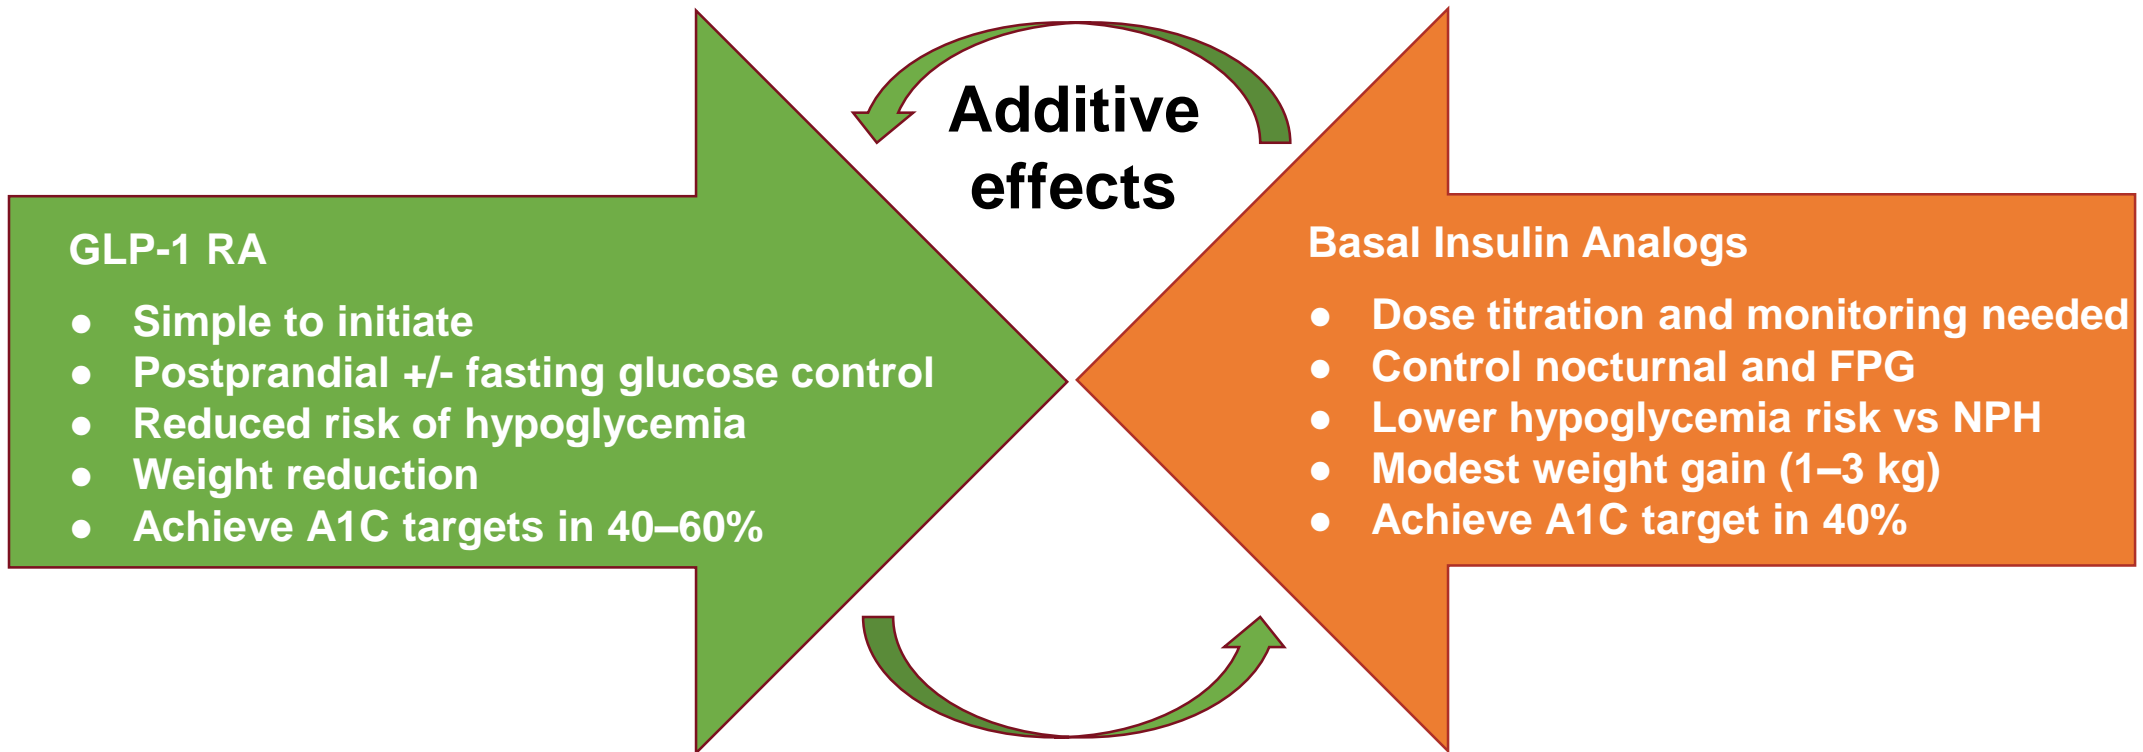 Additive
effects
GLP-1 RA
● Simple to initiate
● Postprandial +/- fasting glucose control
● Reduced risk of hypoglycemia
● Weight reduction
● Achieve A1C targets in 40–60%
Basal Insulin Analogs
● Dose titration and monitoring needed
● Control nocturnal and FPG
● Lower hypoglycemia risk vs NPH
● Modest weight gain (1–3 kg)
● Achieve A1C target in 40%